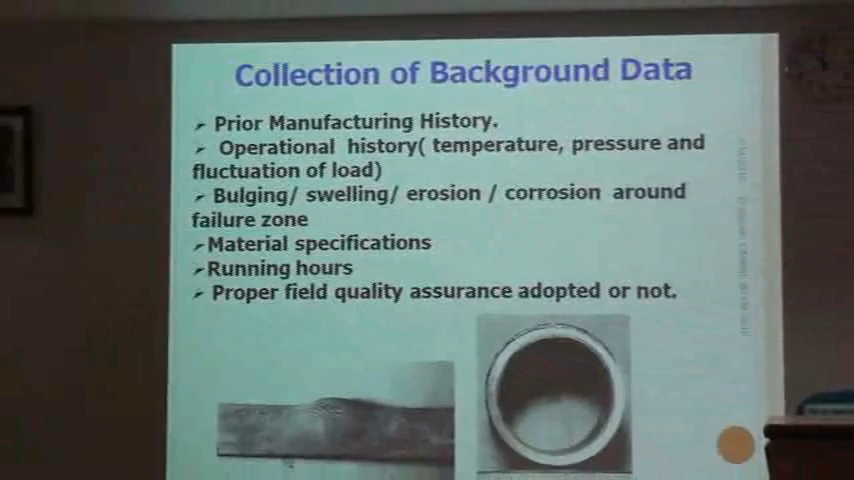 Collection of Background Data
➢ Prior Manufacturing History.
➢ Operational history( temperature, pressure and
fluctuation of load)
➢ Bulging/ swelling/ erosion / corrosion around
failure zone
➢Material specifications
➢Running hours
➢ Proper field quality assurance adopted or not.